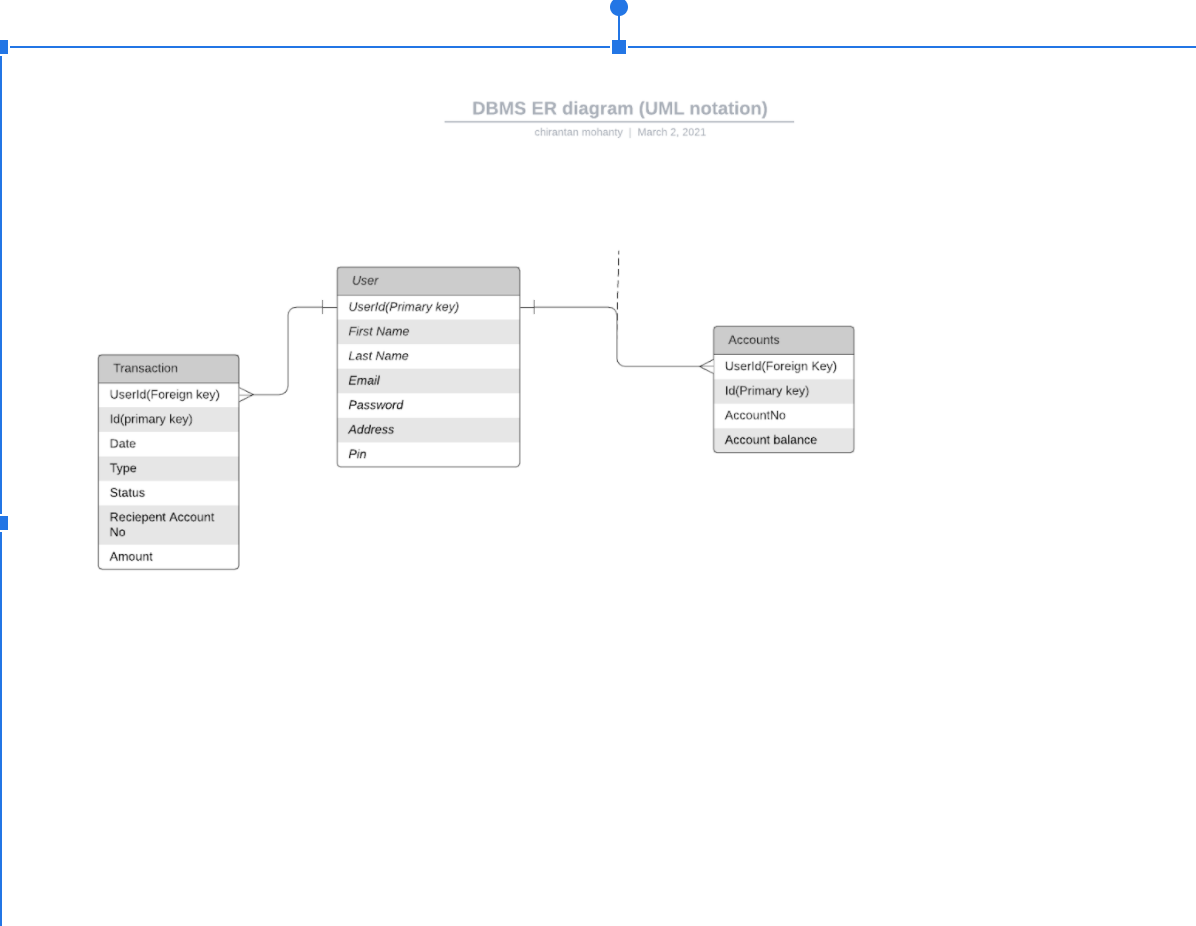 DBMS ER diagram (UML notation)
chirantan mohanty | March 2, 2021
Transaction
UserId(Foreign key)
Id(primary key)
Date
Type
Status
Reciepent Account
No
Amount
User
UserId(Primary key)
First Name
Last Name
Email
Password
Address
Pin
Accounts
UserId(Foreign Key)
Id(Primary key)
AccountNo
Account balance